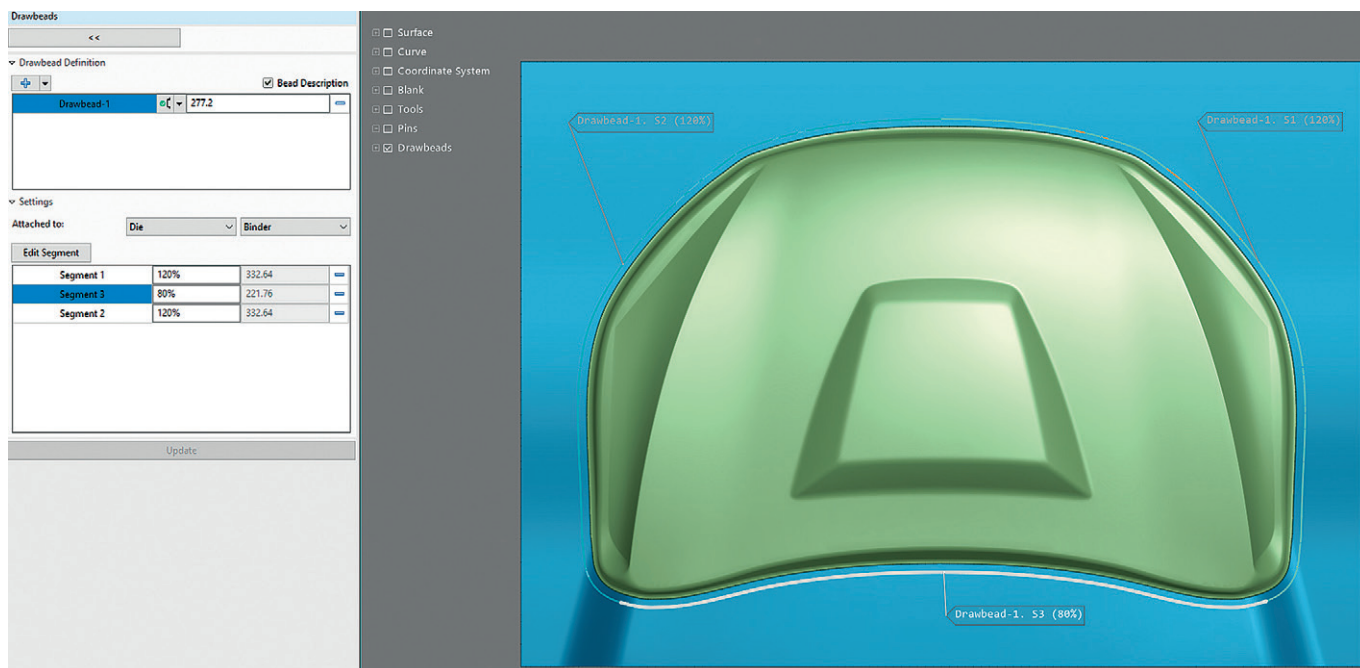 Drawbeads
<<
Drawbead Definition
Bead Description
Drawbead-1 277.2
Settings
Attached to: Die Binder
Edit Segment
Segment 1 120% 332.64
Segment 3 80% 221.76
Segment 2 120% 332.64
Update
Surface
Curve
Coordinate System
Blank
Tools
Pins
Drawbeads
Drawbead-1. S2 (120%)
Drawbead-1. S1 (120%)
Drawbead-1. S3 (80%)